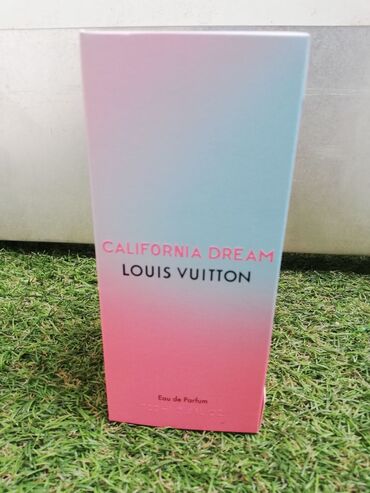 CALIFORNIA DREAM
LOUIS VUITTON
Eau de Parfum